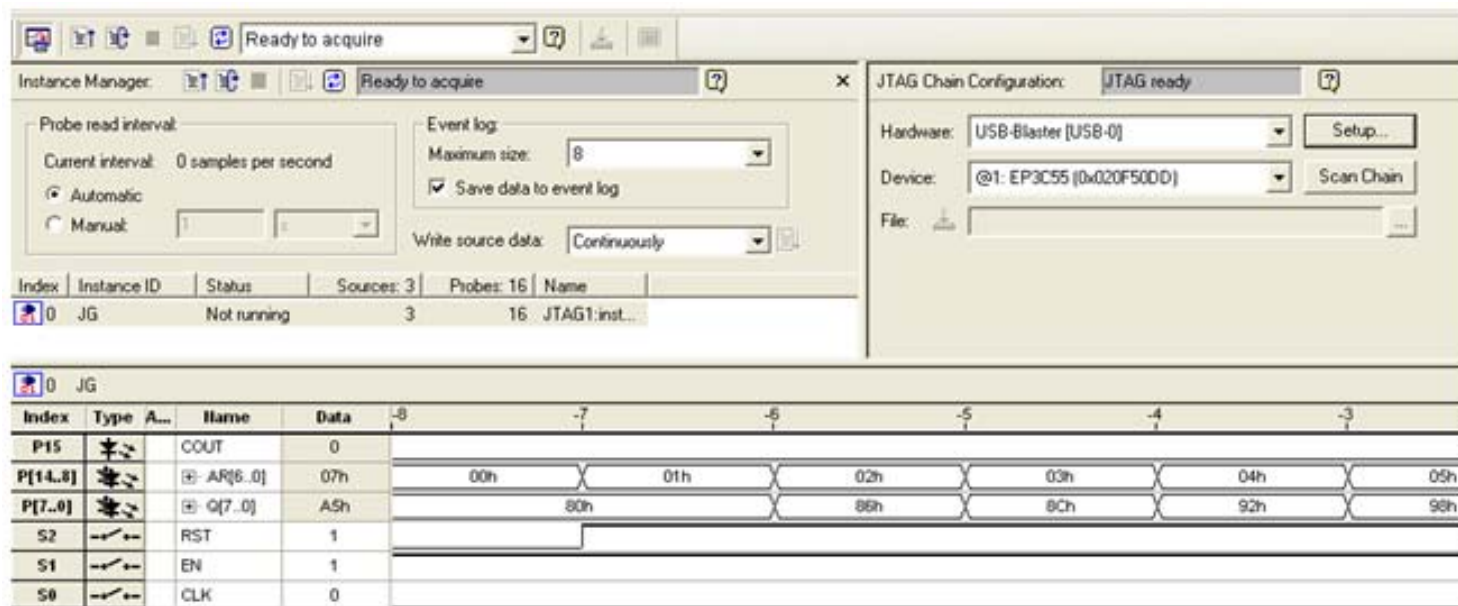 Ready to acquire
Instance Manager: Ready to acquire
JTAG Chain Configuration: JTAG ready
Probe read interval:
Current interval: 0 samples per second
Automatic
Manual: 1 s
Event log:
Maximum size: 8
Save data to event log
Write source data: Continuously
Hardware: USB-Blaster [USB-0] Setup...
Device: @1: EP3C55 (0x020F50DD) Scan Chain
File: ...
Index Instance ID Status Sources: 3 Probes: 16 Name
0 JG Not running 3 16 JTAG1:inst...
0 JG
Index Type A... Name Data -8 -7 -6 -5 -4 -3
P15 COUT 0
P[14..8] AR[6..0] 07h 00h 01h 02h 03h 04h 05h
P[7..0] Q[7..0] A5h 80h 86h 8Ch 92h 98h
S2 RST 1
S1 EN 1
S0 CLK 0